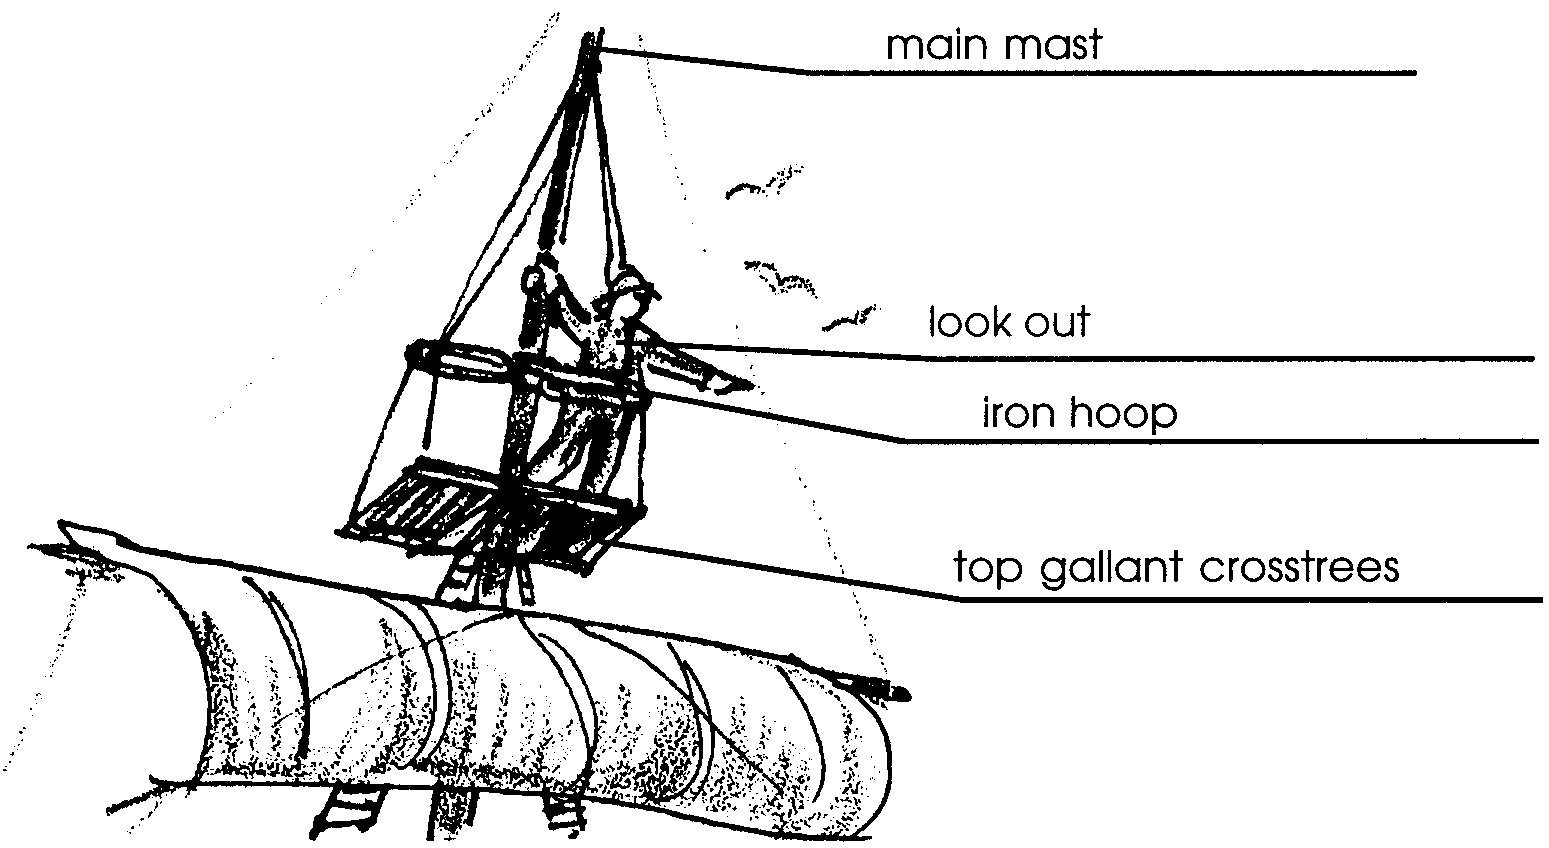 main mast
look out
iron hoop
top gallant crosstrees